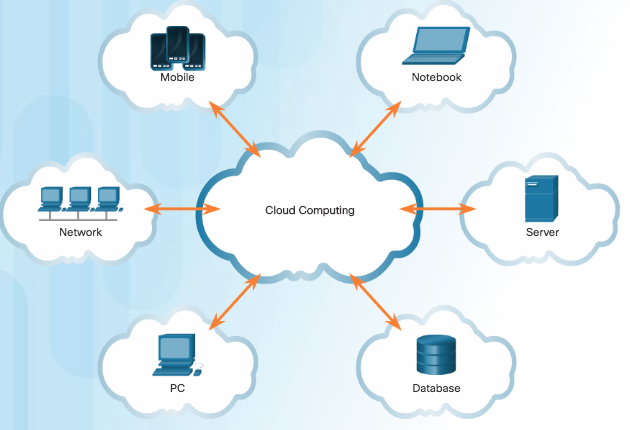 Mobile
Notebook
Network
Cloud Computing
Server
PC
Database